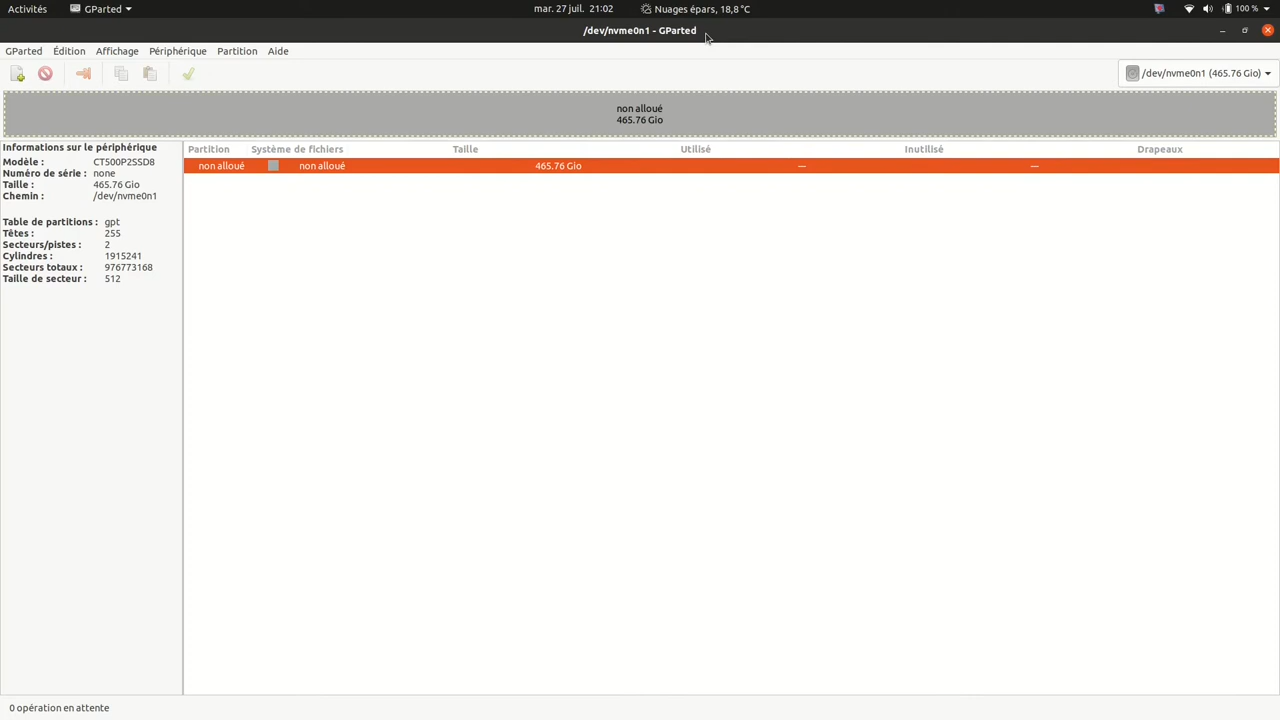 Activités GParted mar. 27 juil. 21:02 Nuages épars, 18,8 °C 100 %
/dev/nvme0n1 - GParted
GParted Édition Affichage Périphérique Partition Aide
/dev/nvme0n1 (465.76 Gio)
non alloué
465.76 Gio
Informations sur le périphérique
Modèle : CT500P2SSD8
Numéro de série : none
Taille : 465.76 Gio
Chemin : /dev/nvme0n1
Table de partitions : gpt
Têtes : 255
Secteurs/pistes : 2
Cylindres : 1915241
Secteurs totaux : 976773168
Taille de secteur : 512
Partition Système de fichiers Taille Utilisé Inutilisé Drapeaux
non alloué non alloué 465.76 Gio — —
0 opération en attente